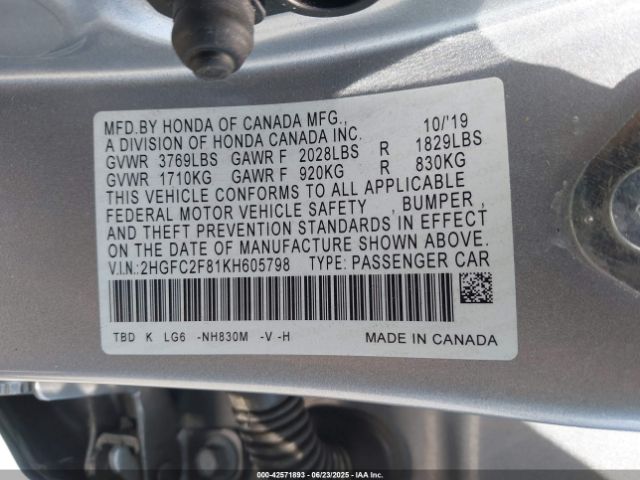 MFD.BY HONDA OF CANADA MFG., 10/'19
A DIVISION OF HONDA CANADA INC.
GVWR 3769LBS GAWR F 2028LBS R 1829LBS
GVWR 1710KG GAWR F 920KG R 830KG
THIS VEHICLE CONFORMS TO ALL APPLICABLE
FEDERAL MOTOR VEHICLE SAFETY , BUMPER ,
AND THEFT PREVENTION STANDARDS IN EFFECT
ON THE DATE OF MANUFACTURE SHOWN ABOVE.
V.I.N.:2HGFC2F81KH605798 TYPE: PASSENGER CAR
TBD K LG6 -NH830M -V -H MADE IN CANADA
000-42571893 - 06/23/2025 - IAA Inc.